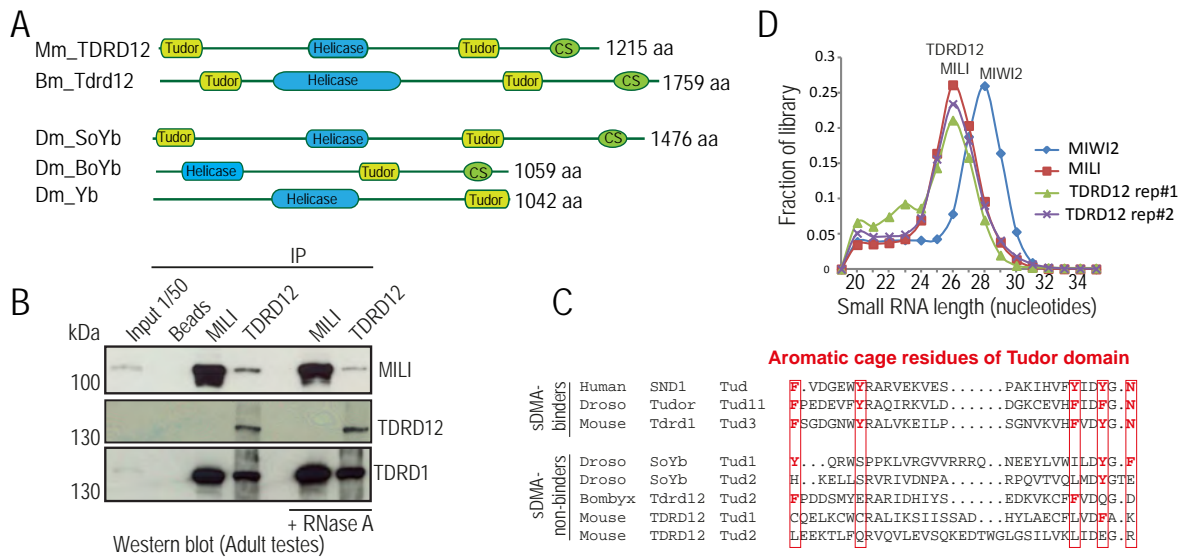 A
Mm_TDRD12 Tudor Helicase Tudor CS 1215 aa
Bm_Tdrd12 Tudor Helicase Tudor CS 1759 aa
Dm_SoYb Tudor Helicase Tudor CS 1476 aa
Dm_BoYb Helicase Tudor CS 1059 aa
Dm_Yb Helicase Tudor 1042 aa
B
IP
kDa Input 1/50 Beads MILI TDRD12 MILI TDRD12
100 MILI
130 TDRD12
130 TDRD1
+ RNase A
Western blot (Adult testes)
D
TDRD12
MILI MIWI2
Fraction of library
0.3
0.25
0.2
0.15
0.1
0.05
0
20 22 24 26 28 30 32 34
Small RNA length (nucleotides)
MIWI2
MILI
TDRD12 rep#1
TDRD12 rep#2
C
Aromatic cage residues of Tudor domain
sDMA-
binders
Human SND1 Tud F.VDGEWYRARVEKVES......PAKIHVFYIDYG.N
Droso Tudor Tud11 FPEDEVFYRAQIRKVLD......DGKCEVHFIDFG.N
Mouse Tdrd1 Tud3 FSGDGNWYRALVKEILP......SGNVKVHFVDYG.N
sDMA-
non-binders
Droso SoYb Tud1 Y...QRWSPPKLVRGVVRRRQ..NEEYLVWILDY.G.F
Droso SoYb Tud2 H..KELLSRVRIVDNPA......RPQVTVQLMDYGTE
Bombyx Tdrd12 Tud2 FPDDSMYERARIDHIYS......EDKVKCFFVDQG.D
Mouse TDRD12 Tud1 CQELKCWCRALIKSIISSAD..HYLAECFLVDFA.K
Mouse TDRD12 Tud2 LEEKTLFQRVQVLEVSQKEDTWGLGSILVKLIDEG.R